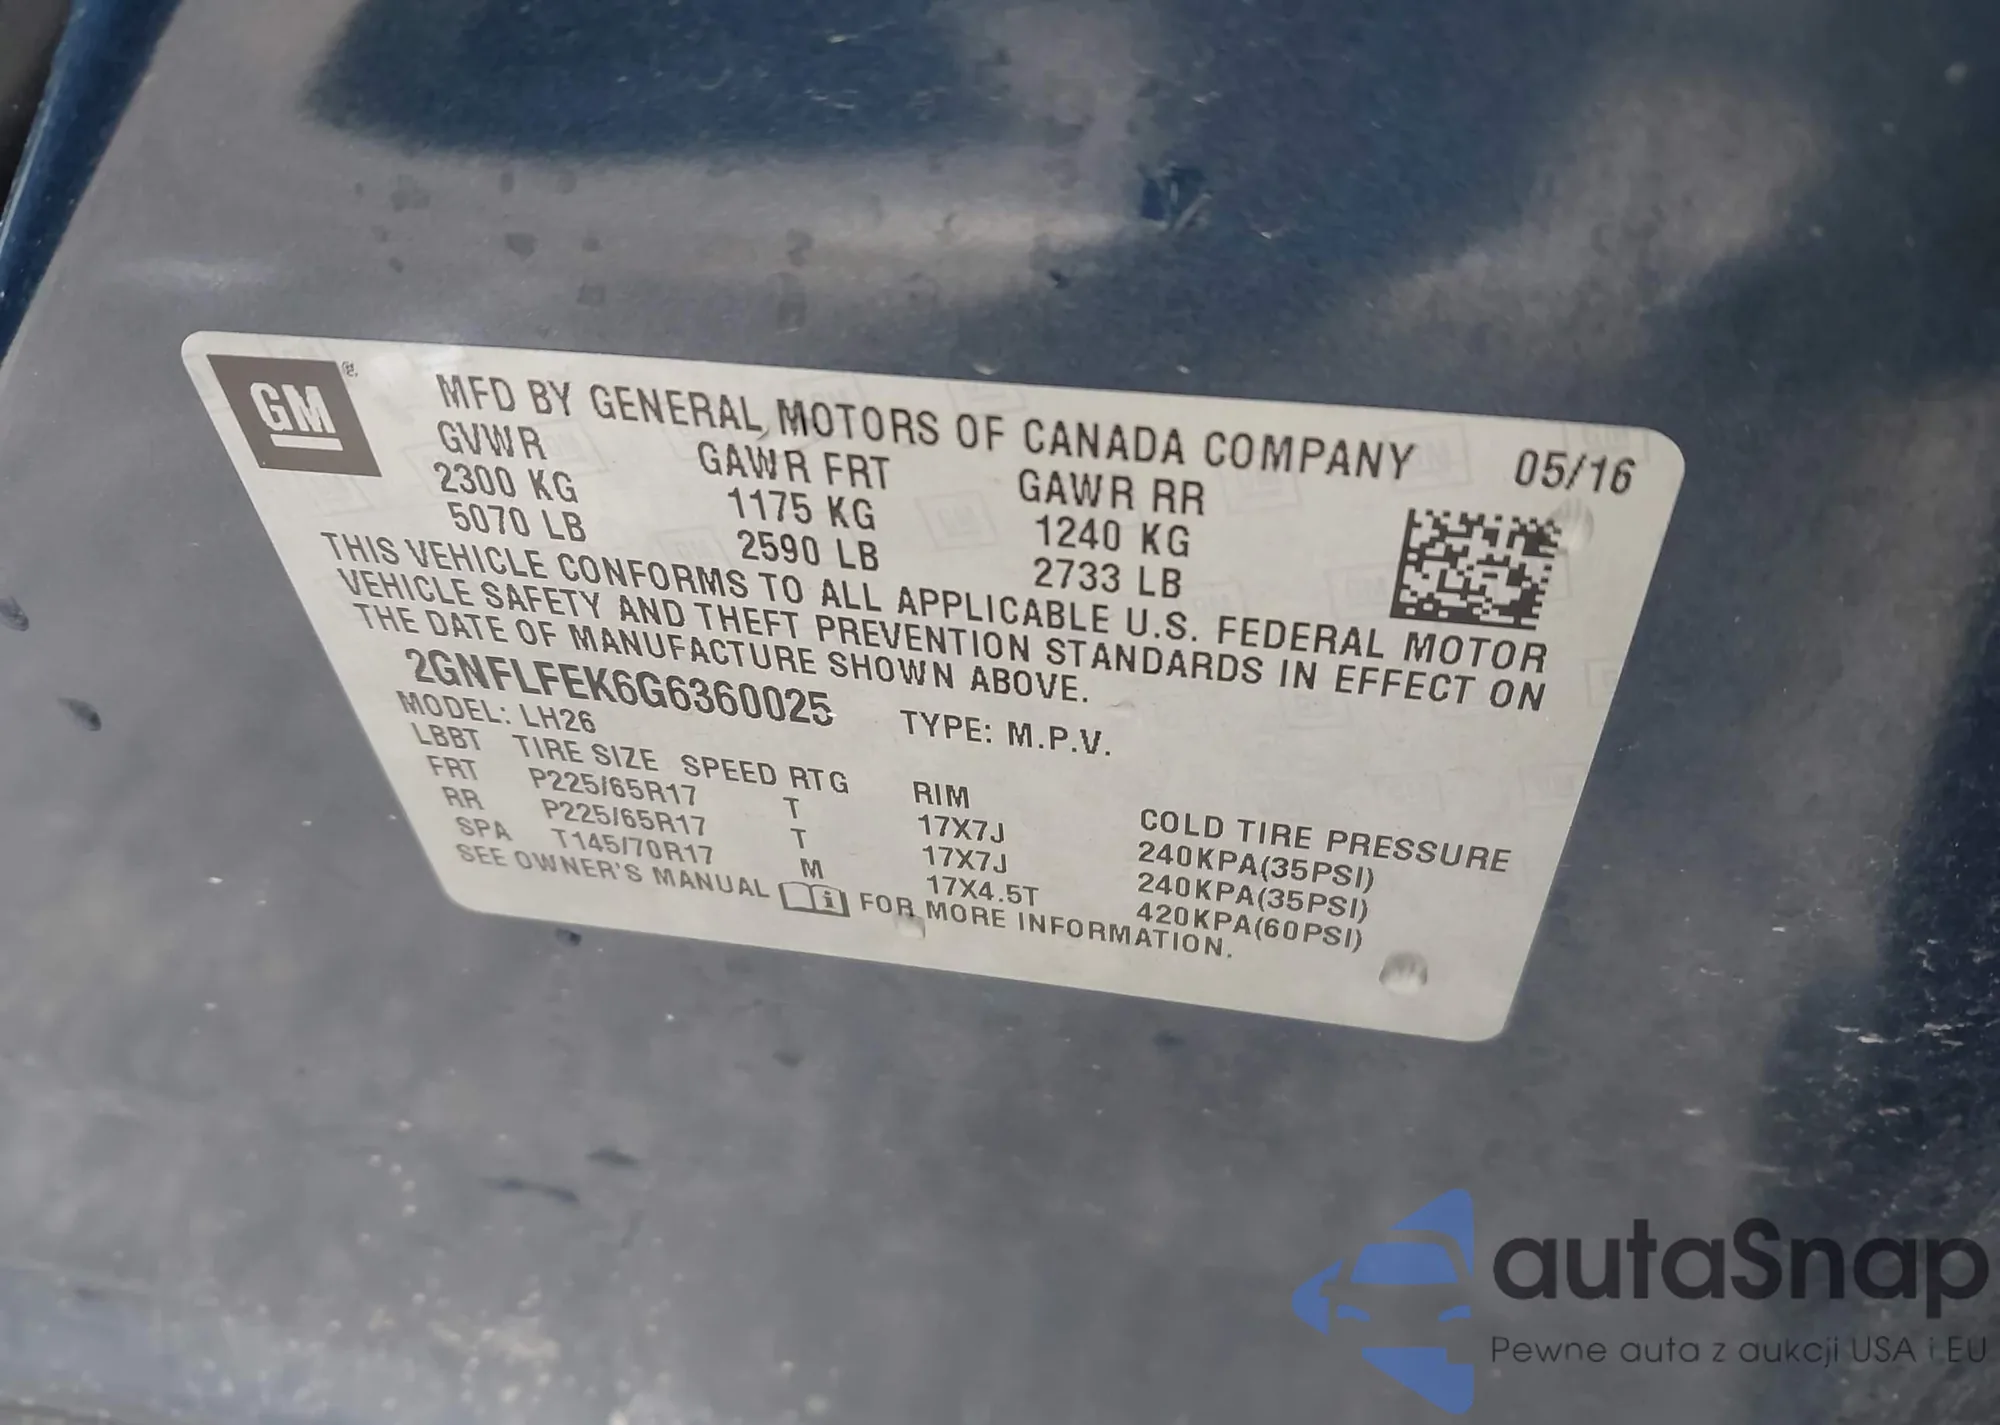 GM
MFD BY GENERAL MOTORS OF CANADA COMPANY 05/16
GVWR GAWR FRT GAWR RR
2300 KG 1175 KG 1240 KG
5070 LB 2590 LB 2733 LB
THIS VEHICLE CONFORMS TO ALL APPLICABLE U.S. FEDERAL MOTOR
VEHICLE SAFETY AND THEFT PREVENTION STANDARDS IN EFFECT ON
THE DATE OF MANUFACTURE SHOWN ABOVE.
2GNFLFEK6G6360025 TYPE: M.P.V.
MODEL: LH26
LBBT TIRE SIZE SPEED RTG RIM COLD TIRE PRESSURE
FRT P225/65R17 T 17X7J 240KPA(35PSI)
RR P225/65R17 T 17X7J 240KPA(35PSI)
SPA T145/70R17 M 17X4.5T 420KPA(60PSI)
SEE OWNER'S MANUAL FOR MORE INFORMATION.
autaSnap
Pewne auta z aukcji USA i EU